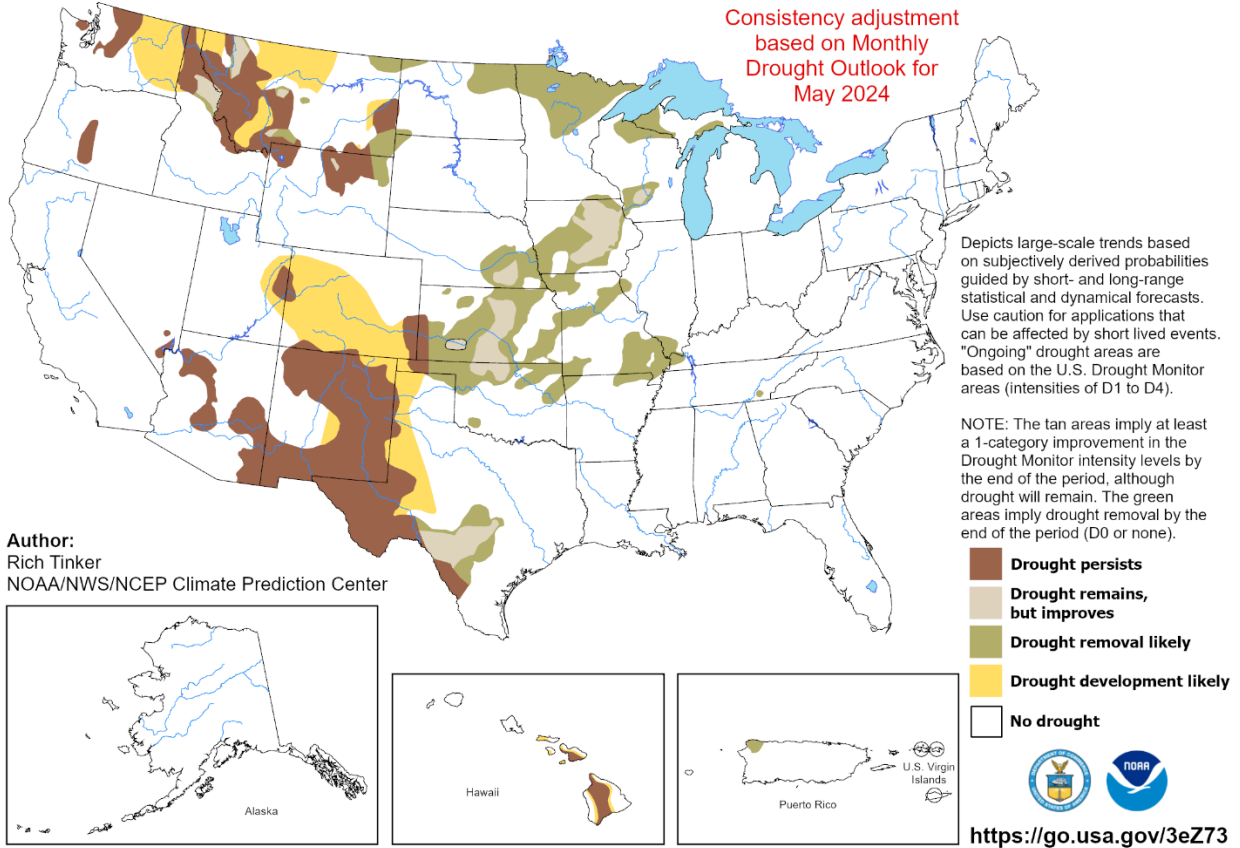 Consistency adjustment
based on Monthly
Drought Outlook for
May 2024
Depicts large-scale trends based
on subjectively derived probabilities
guided by short- and long-range
statistical and dynamical forecasts.
Use caution for applications that
can be affected by short lived events.
"Ongoing" drought areas are
based on the U.S. Drought Monitor
areas (intensities of D1 to D4).
NOTE: The tan areas imply at least
a 1-category improvement in the
Drought Monitor intensity levels by
the end of the period, although
drought will remain. The green
areas imply drought removal by the
end of the period (D0 or none).
Author:
Rich Tinker
NOAA/NWS/NCEP Climate Prediction Center
Drought persists
Drought remains,
but improves
Drought removal likely
Drought development likely
No drought
Alaska
Hawaii
Puerto Rico
U.S. Virgin
Islands
NOAA
https://go.usa.gov/3eZ73